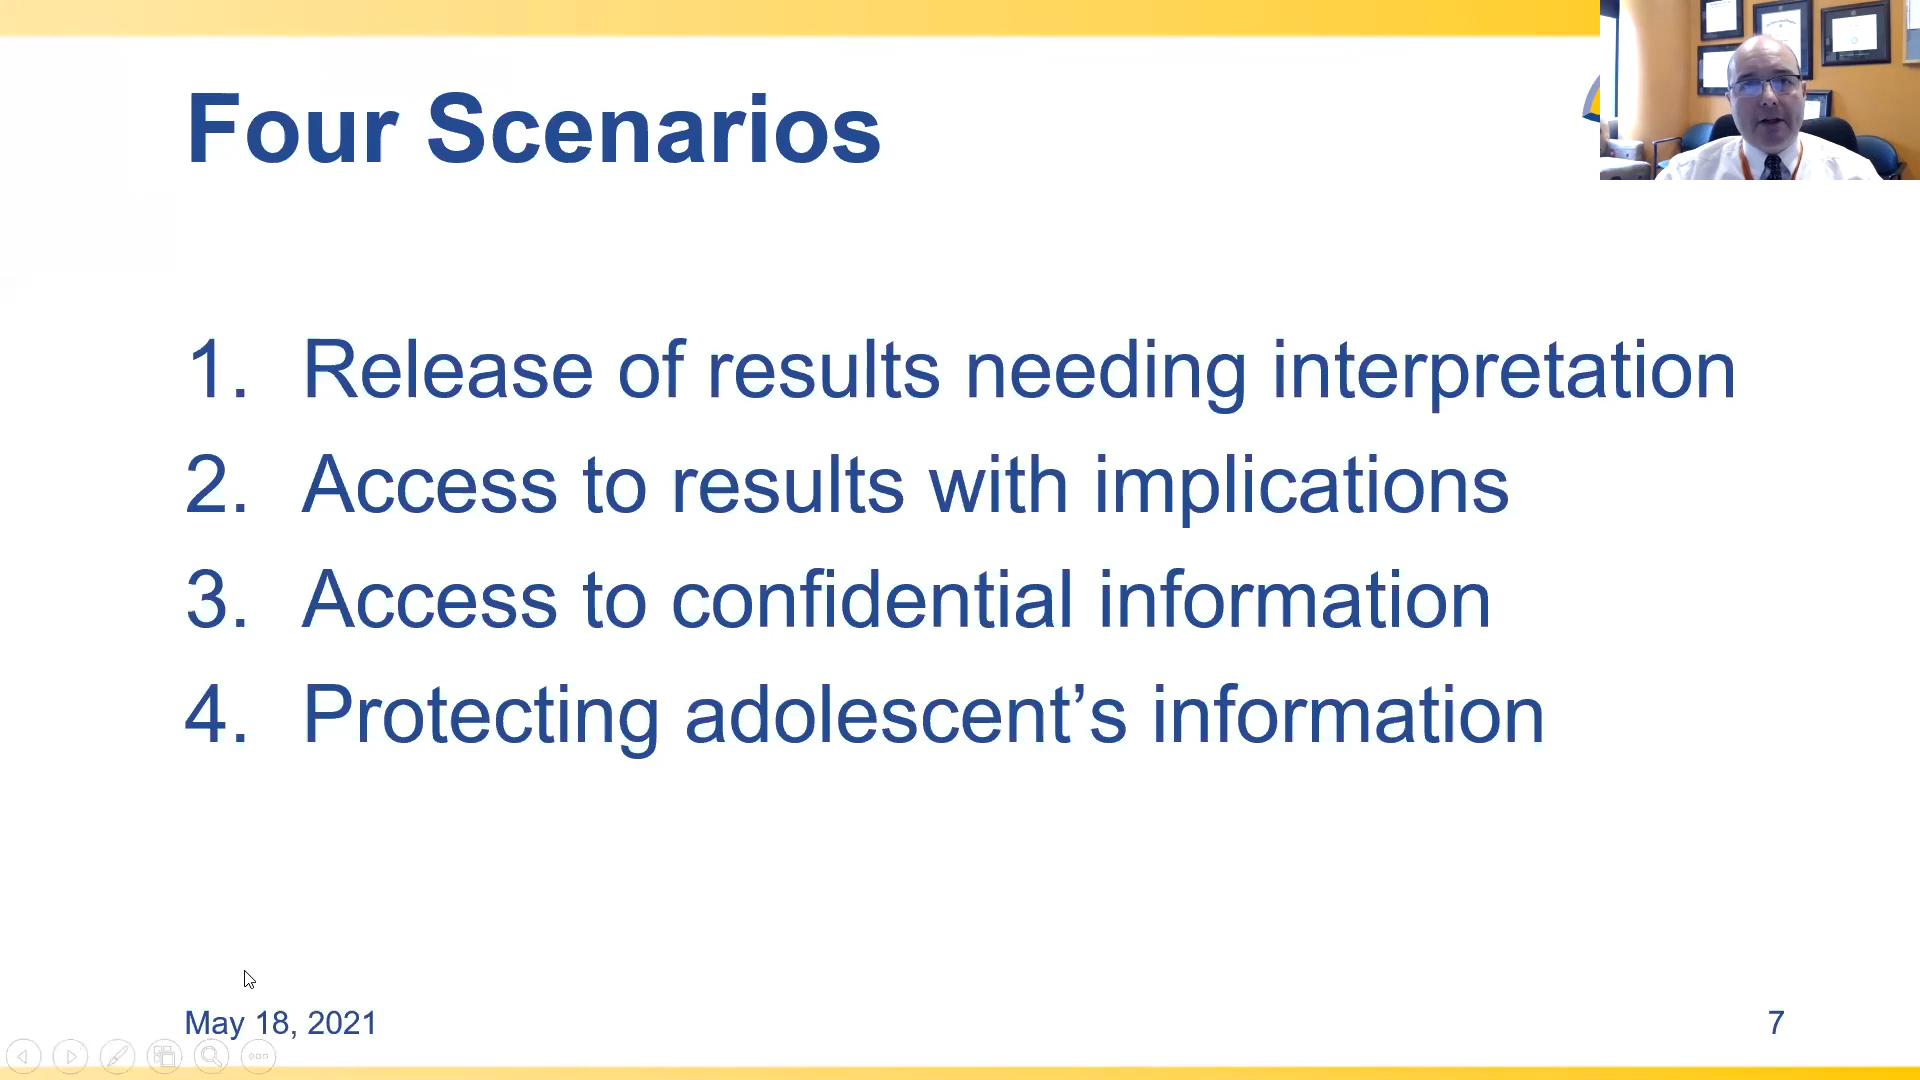 Four Scenarios
1. Release of results needing interpretation
2. Access to results with implications
3. Access to confidential information
4. Protecting adolescent’s information
May 18, 2021
7